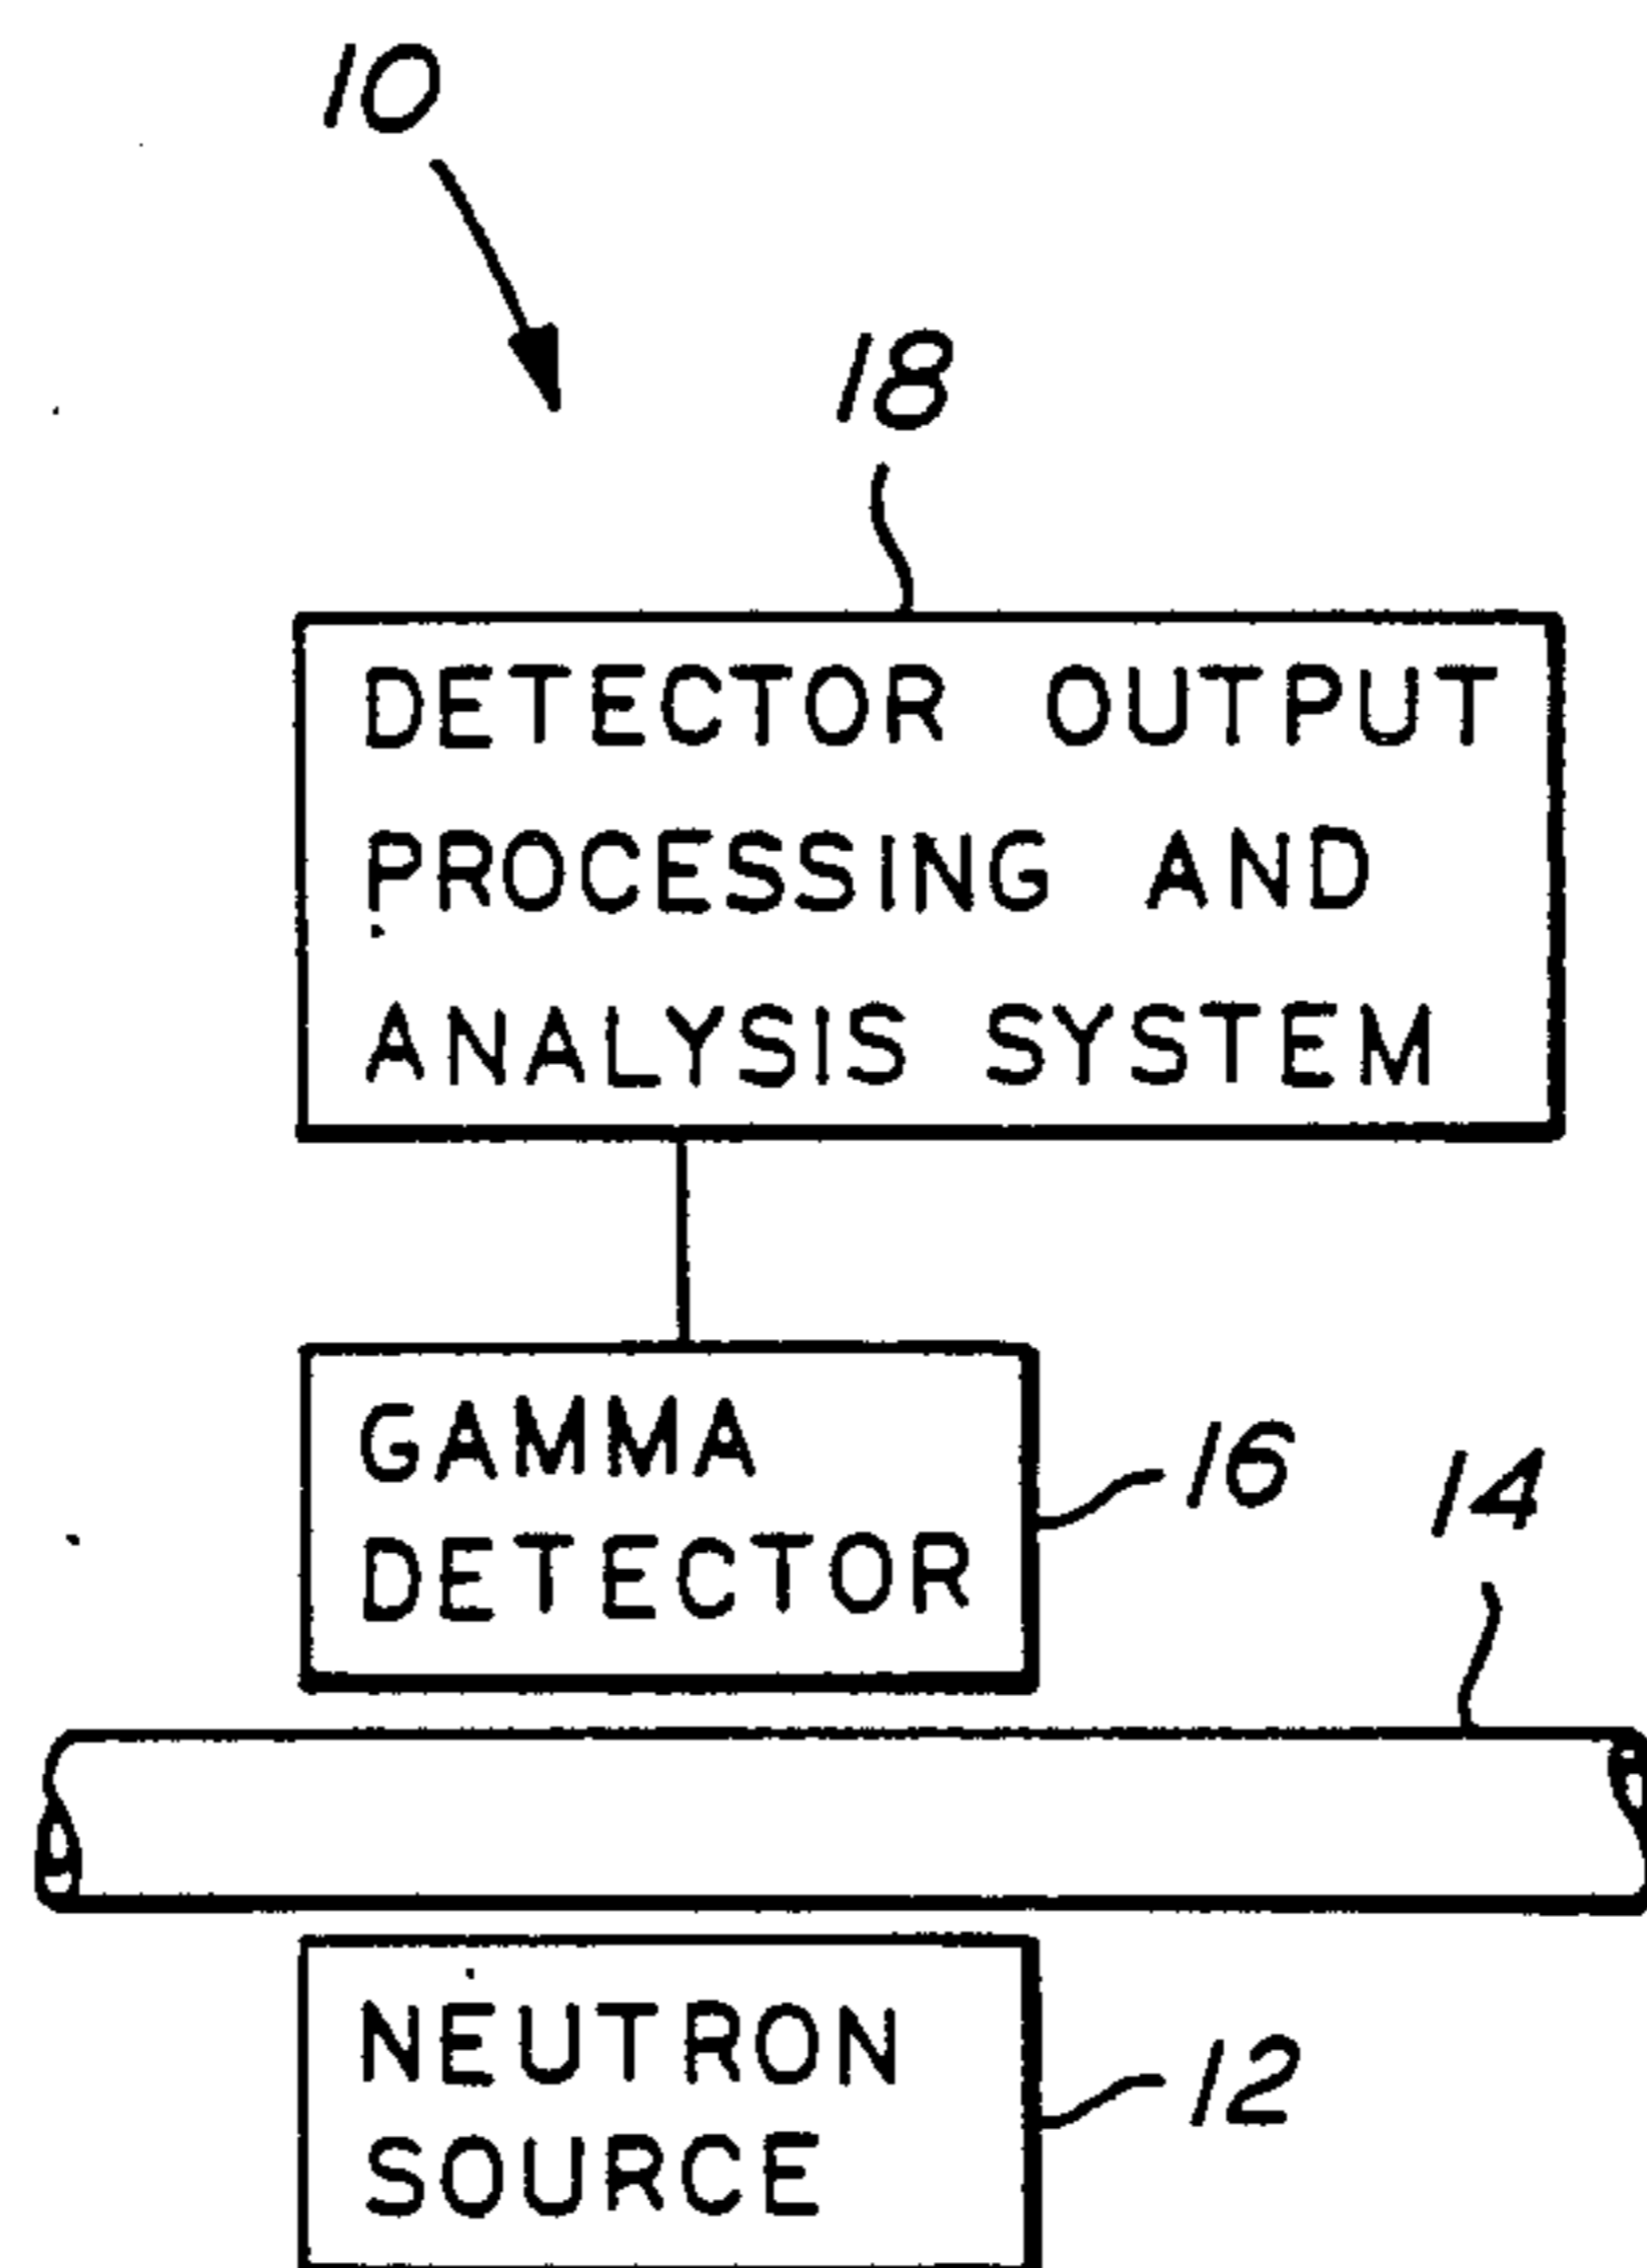 10
18
DETECTOR OUTPUT
PROCESSING AND
ANALYSIS SYSTEM
GAMMA
DETECTOR
16
14
NEUTRON
SOURCE
12